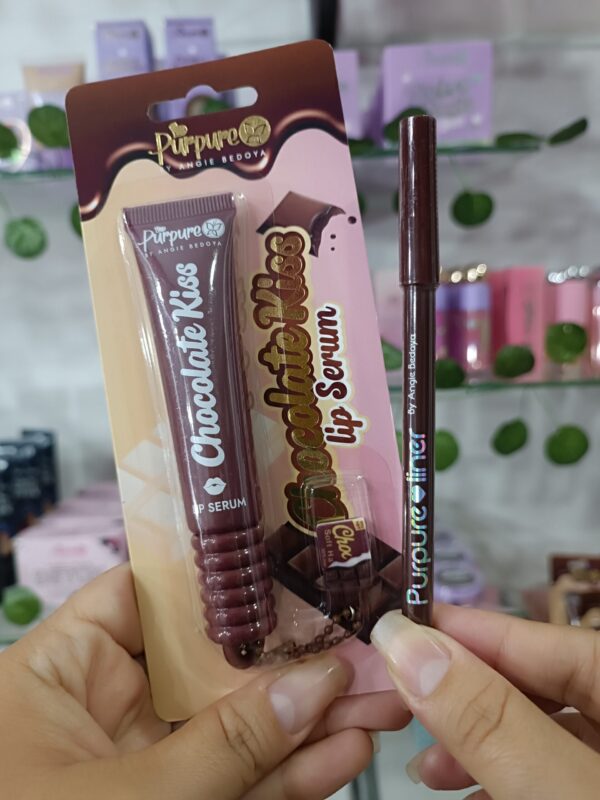 Purpure
BY ANGIE BEDOYA
Purpure
BY ANGIE BEDOYA
Chocolate Kiss
LIP SERUM
Chocolate Kiss
lip Serum
Choc
Purpure liner
By Angie Bedoya